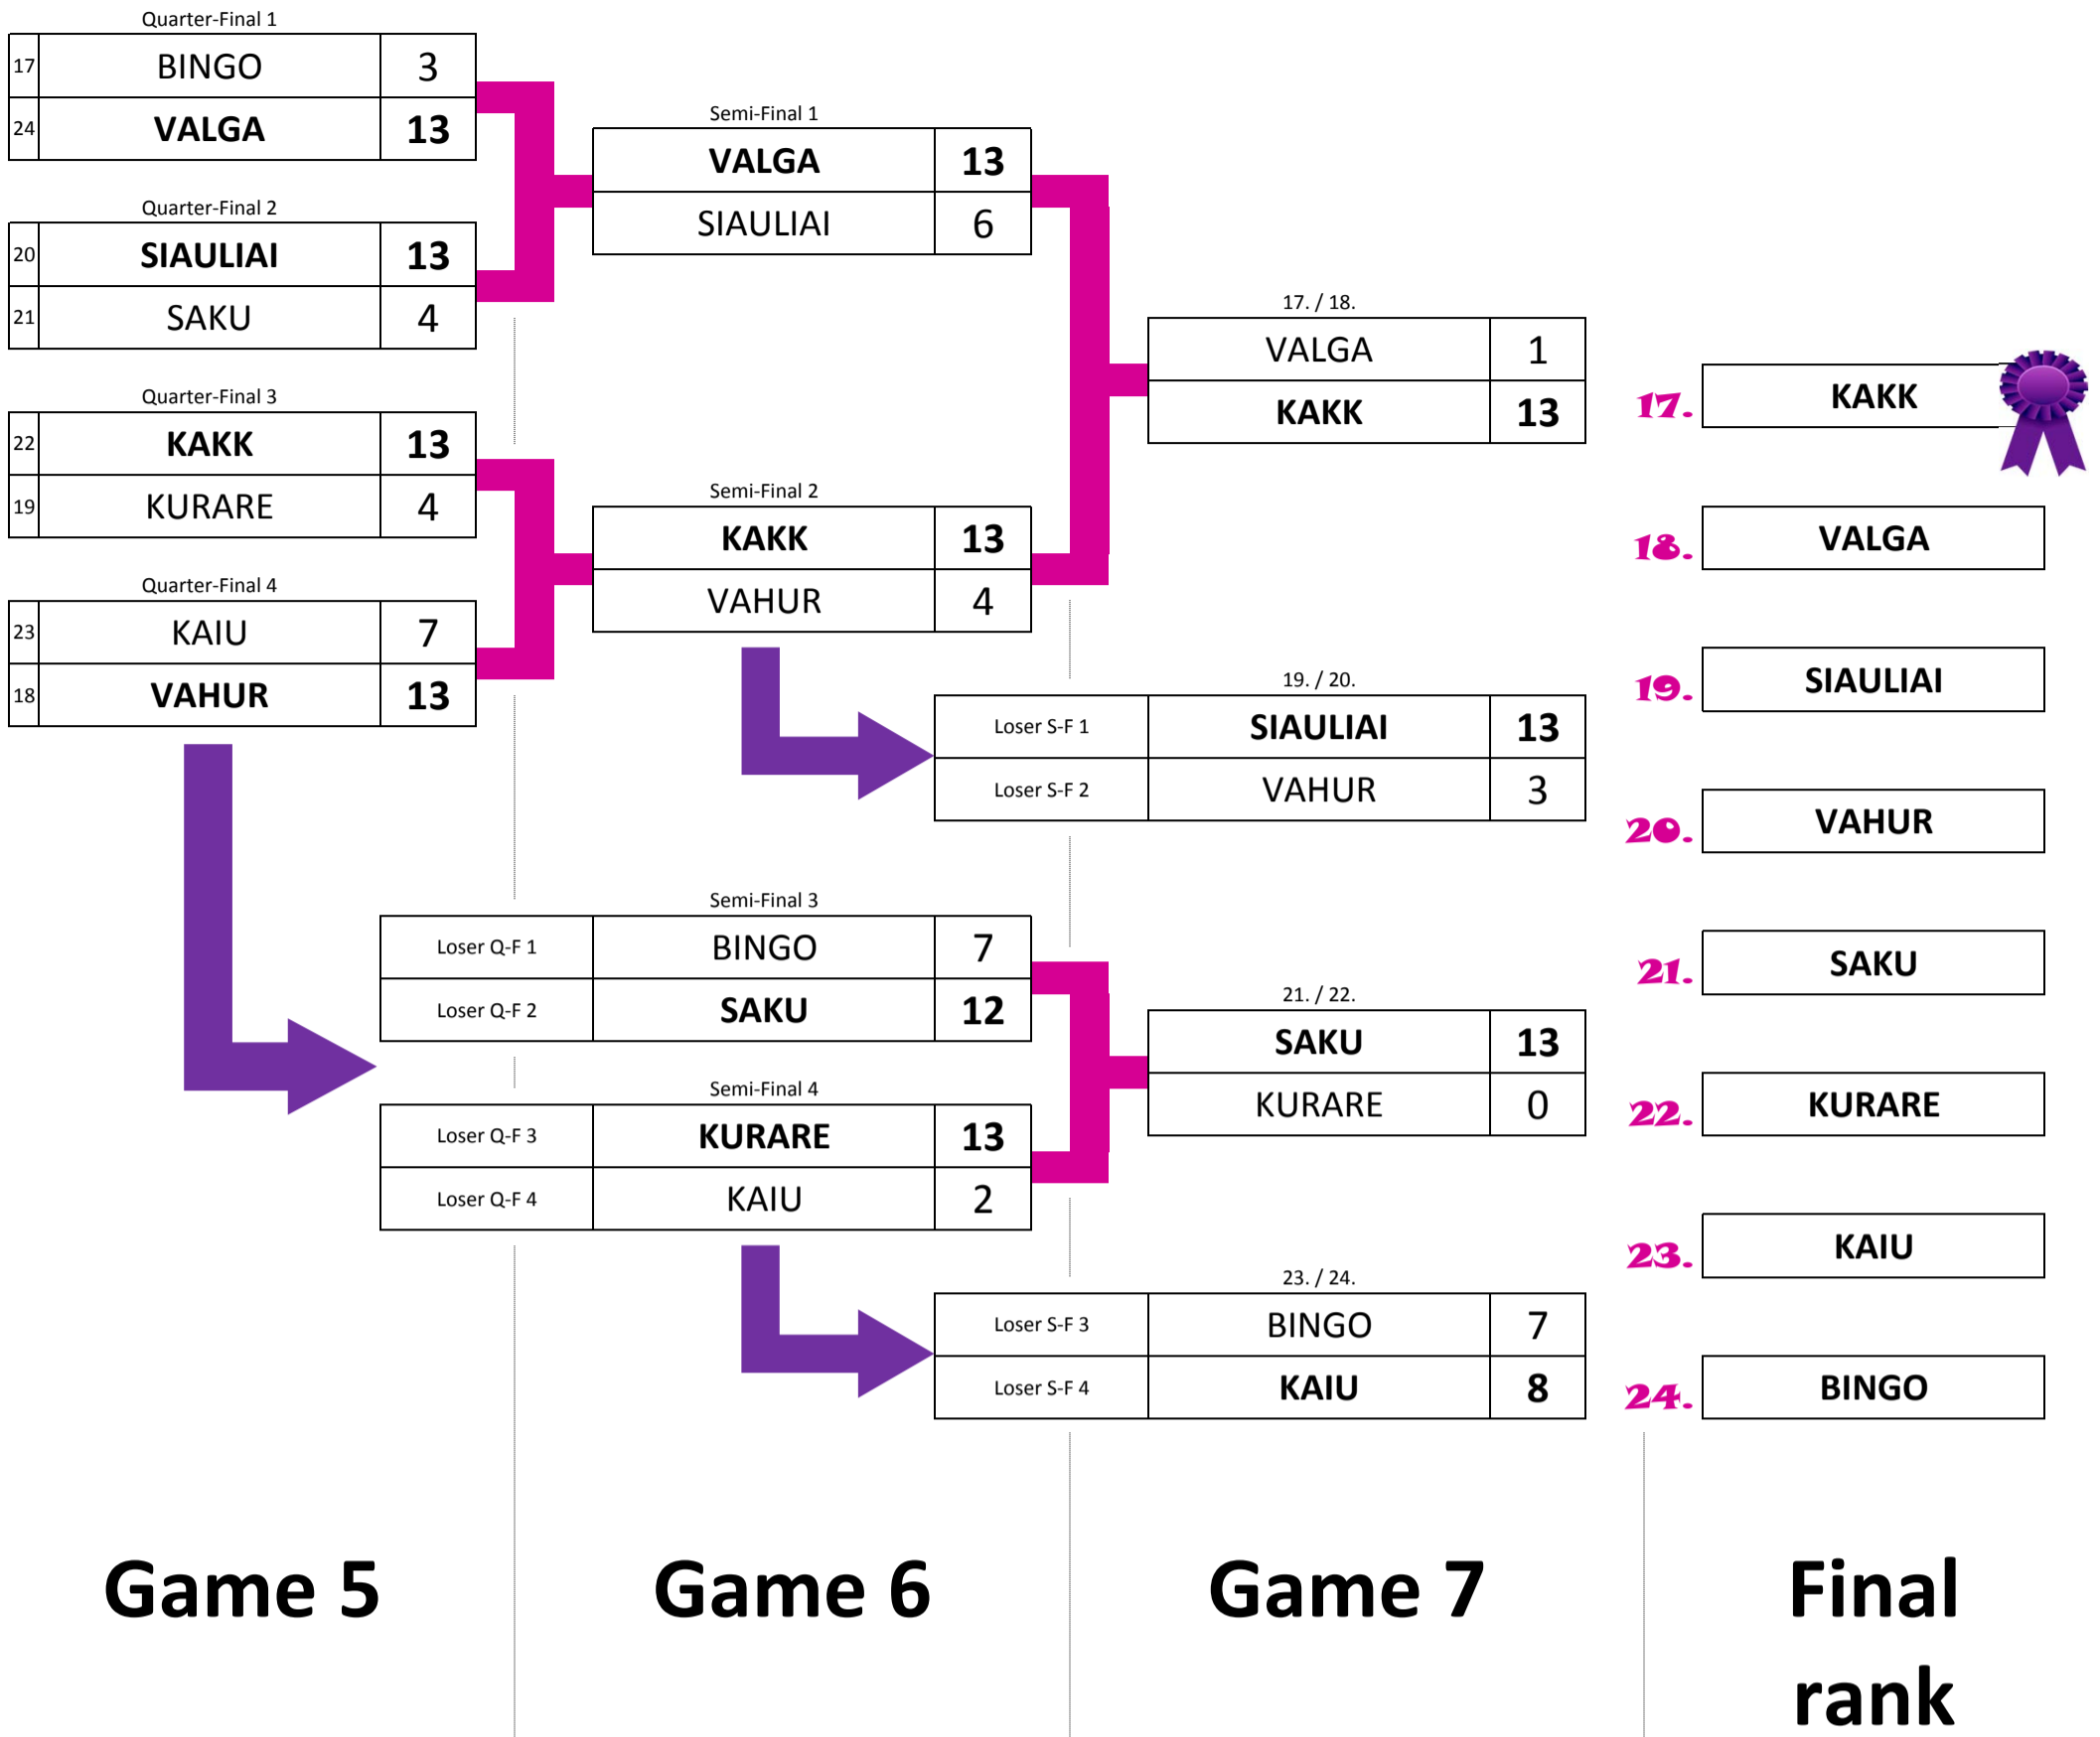 Quarter-Final 1
17 BINGO 3
24 VALGA 13
Quarter-Final 2
20 SIAULIAI 13
21 SAKU 4
Quarter-Final 3
22 KAKK 13
19 KURARE 4
Quarter-Final 4
23 KAIU 7
18 VAHUR 13
Semi-Final 1
VALGA 13
SIAULIAI 6
Semi-Final 2
KAKK 13
VAHUR 4
Semi-Final 3
Loser Q-F 1 BINGO 7
Loser Q-F 2 SAKU 12
Semi-Final 4
Loser Q-F 3 KURARE 13
Loser Q-F 4 KAIU 2
17. / 18.
VALGA 1
KAKK 13
19. / 20.
Loser S-F 1 SIAULIAI 13
Loser S-F 2 VAHUR 3
21. / 22.
SAKU 13
KURARE 0
23. / 24.
Loser S-F 3 BINGO 7
Loser S-F 4 KAIU 8
17. KAKK
18. VALGA
19. SIAULIAI
20. VAHUR
21. SAKU
22. KURARE
23. KAIU
24. BINGO
Game 5
Game 6
Game 7
Final
rank